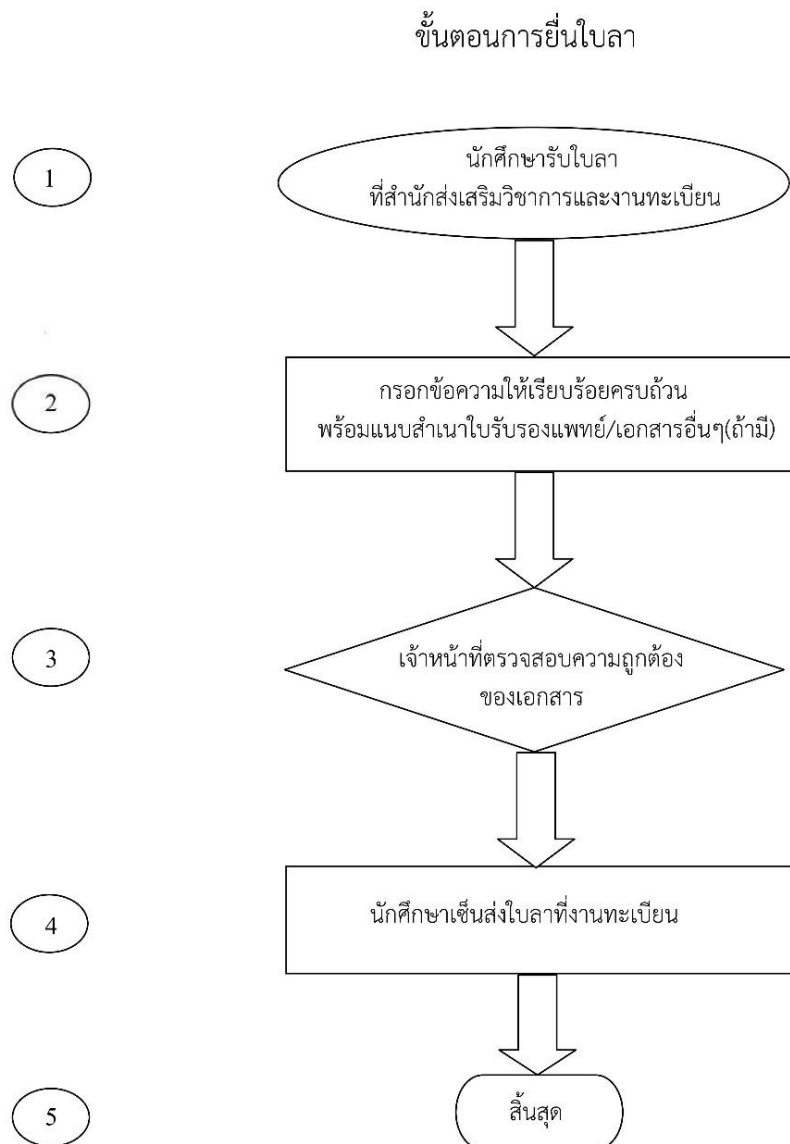 ขั้นตอนการยื่นใบลา
1
นักศึกษารับใบลา
ที่สำนักส่งเสริมวิชาการและงานทะเบียน
2
กรอกข้อความให้เรียบร้อยครบถ้วน
พร้อมแนบสำเนาใบรับรองแพทย์/เอกสารอื่นๆ(ถ้ามี)
3
เจ้าหน้าที่ตรวจสอบความถูกต้อง
ของเอกสาร
4
นักศึกษาเซ็นส่งใบลาที่งานทะเบียน
5
สิ้นสุด